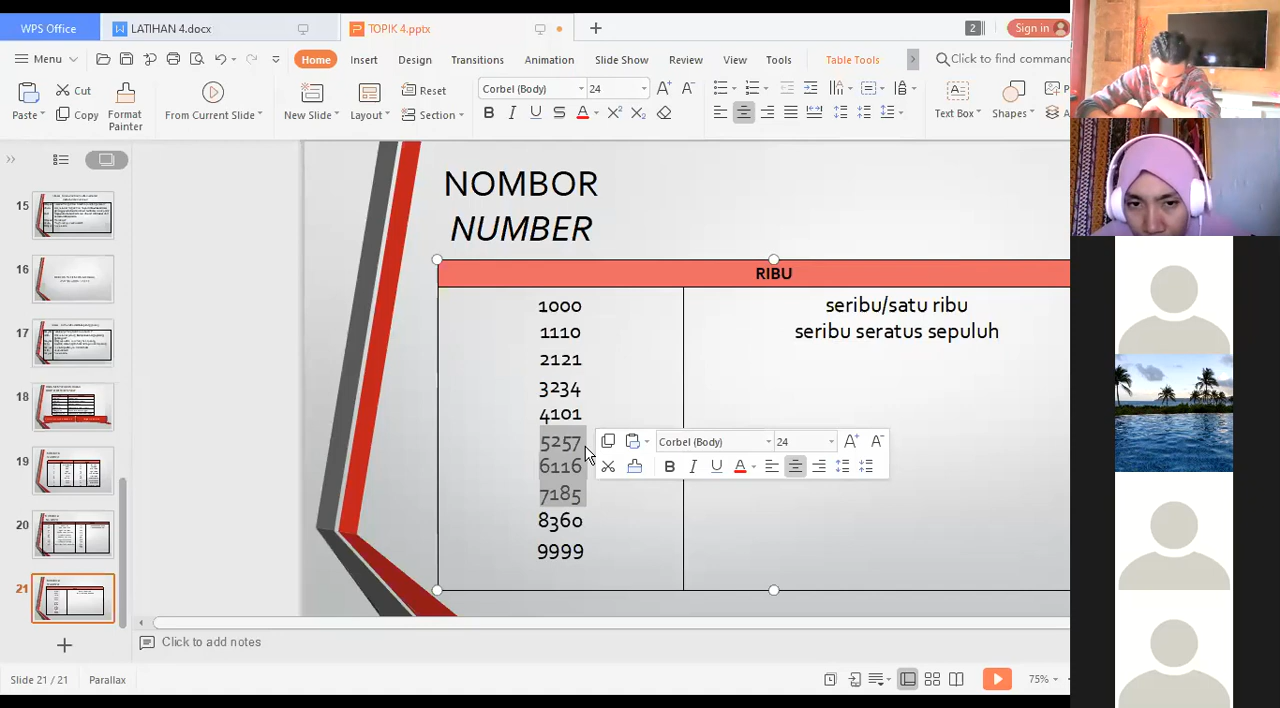 WPS Office
LATIHAN 4.docx
TOPIK 4.pptx
2
Sign in
Menu
Home
Insert
Design
Transitions
Slide Show
Animation
Review
View
Tools
Table Tools
Click to find command
Paste
Cut
Copy
Format
Painter
From Current Slide
New Slide
Layout
Reset
Section
Corbel (Body)
24
Text Box
Shapes
NOMBOR
NUMBER
RIBU
1000
seribu/satu ribu
1110
seribu seratus sepuluh
2121
3234
4101
5257
6116
7185
8360
9999
Corbel (Body)
24
15
16
17
18
19
20
21
Click to add notes
Slide 21 / 21
Parallax
75%